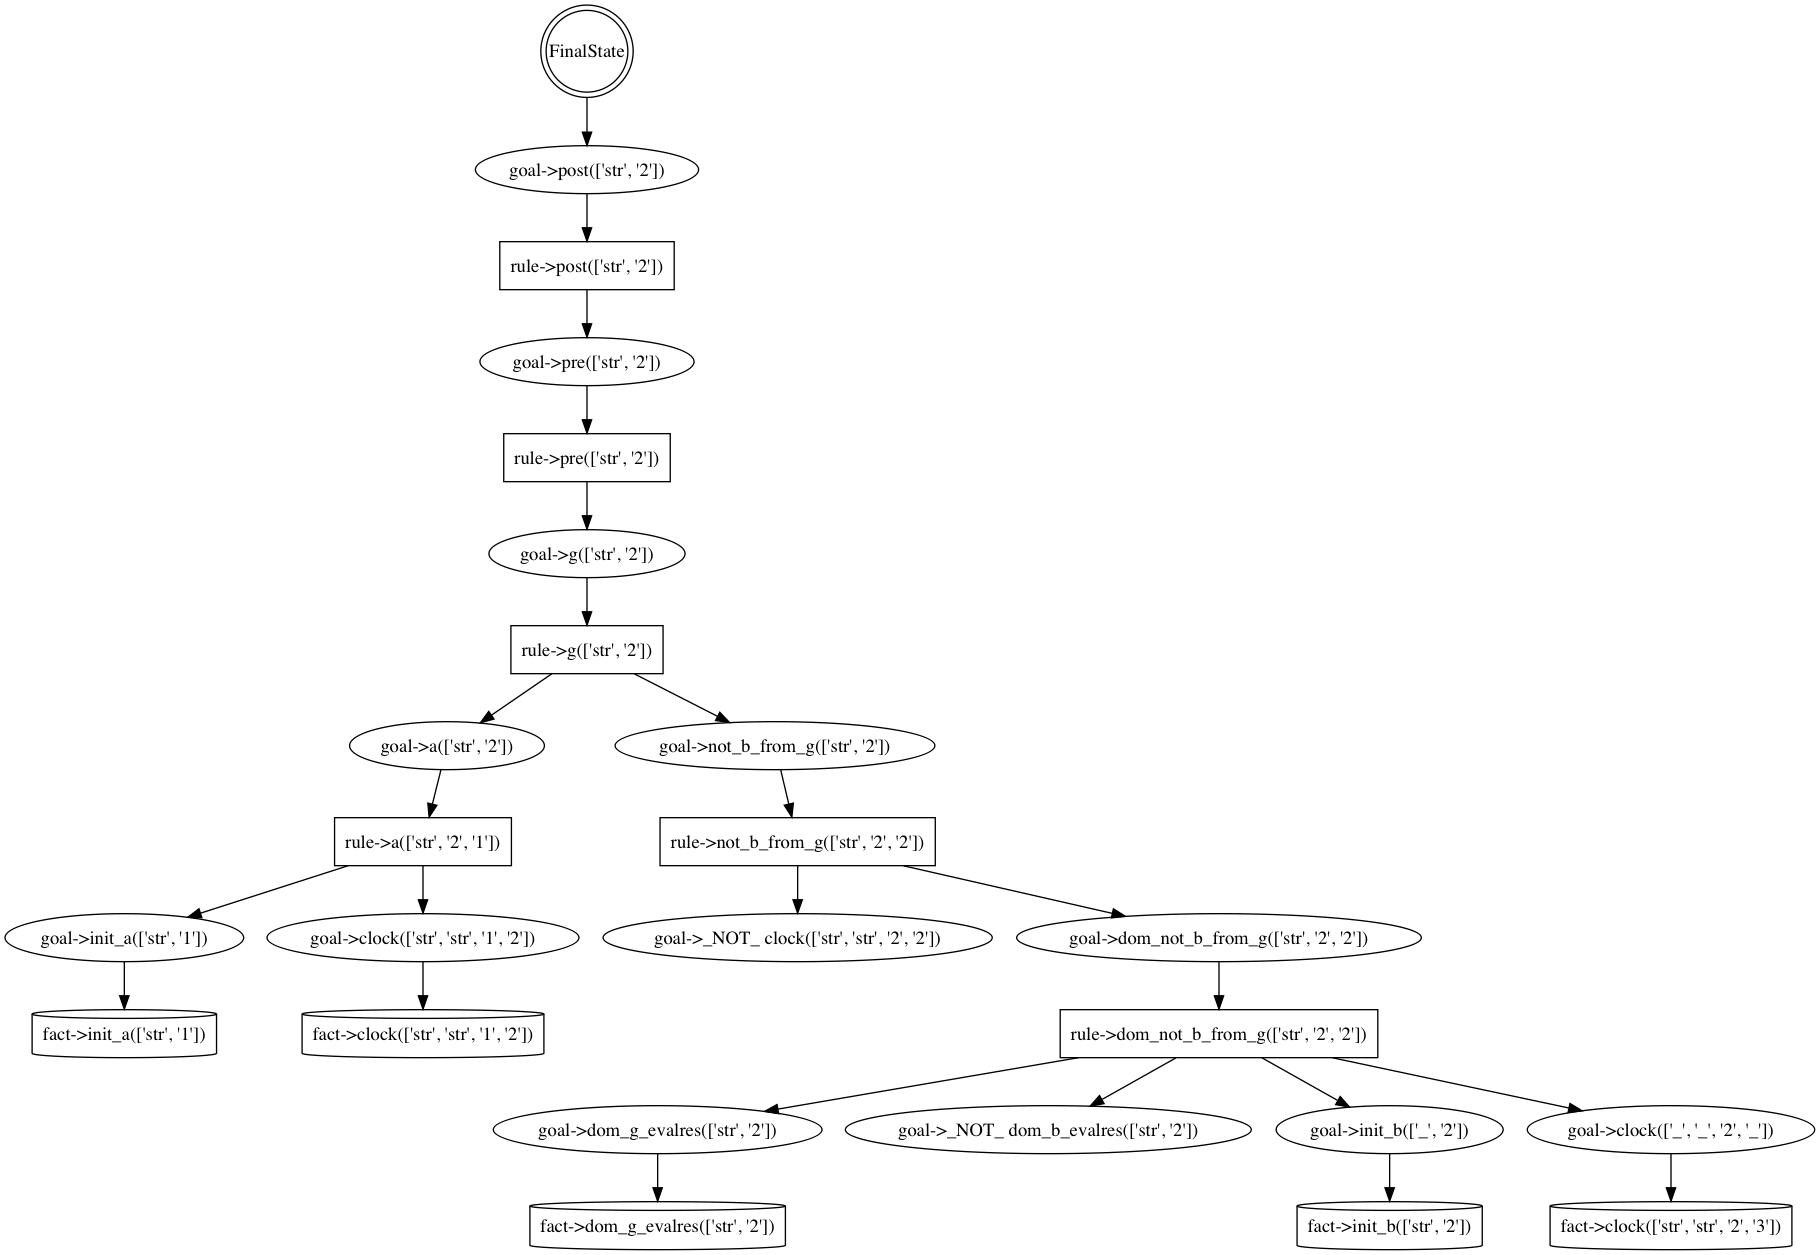 FinalState
goal->post(['str', '2'])
rule->post(['str', '2'])
goal->pre(['str', '2'])
rule->pre(['str', '2'])
goal->g(['str', '2'])
rule->g(['str', '2'])
goal->a(['str', '2'])
goal->not_b_from_g(['str', '2'])
rule->a(['str', '2', '1'])
rule->not_b_from_g(['str', '2', '2'])
goal->init_a(['str', '1'])
goal->clock(['str', 'str', '1', '2'])
goal->_NOT_ clock(['str', 'str', '2', '2'])
goal->dom_not_b_from_g(['str', '2', '2'])
fact->init_a(['str', '1'])
fact->clock(['str', 'str', '1', '2'])
rule->dom_not_b_from_g(['str', '2', '2'])
goal->dom_g_evalres(['str', '2'])
goal->_NOT_ dom_b_evalres(['str', '2'])
goal->init_b(['_', '2'])
goal->clock(['_', '_', '2', '_'])
fact->dom_g_evalres(['str', '2'])
fact->init_b(['str', '2'])
fact->clock(['str', 'str', '2', '3'])